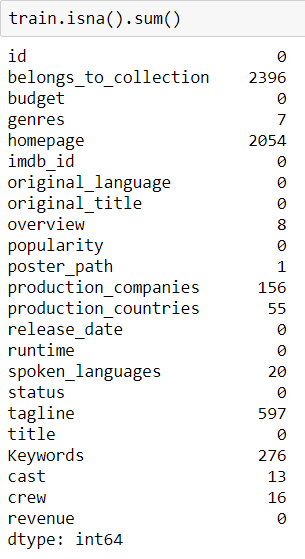 train.isna().sum()
id 0
belongs_to_collection 2396
budget 0
genres 7
homepage 2054
imdb_id 0
original_language 0
original_title 0
overview 8
popularity 0
poster_path 1
production_companies 156
production_countries 55
release_date 0
runtime 0
spoken_languages 20
status 0
tagline 597
title 0
Keywords 276
cast 13
crew 16
revenue 0
dtype: int64